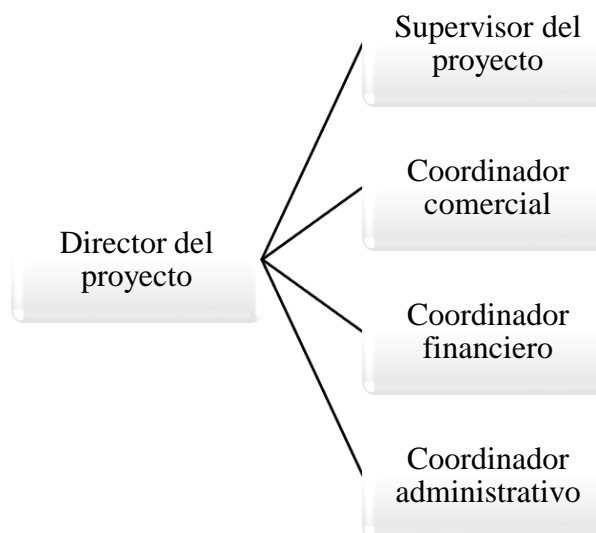 Supervisor del
proyecto
Coordinador
comercial
Director del
proyecto
Coordinador
financiero
Coordinador
administrativo